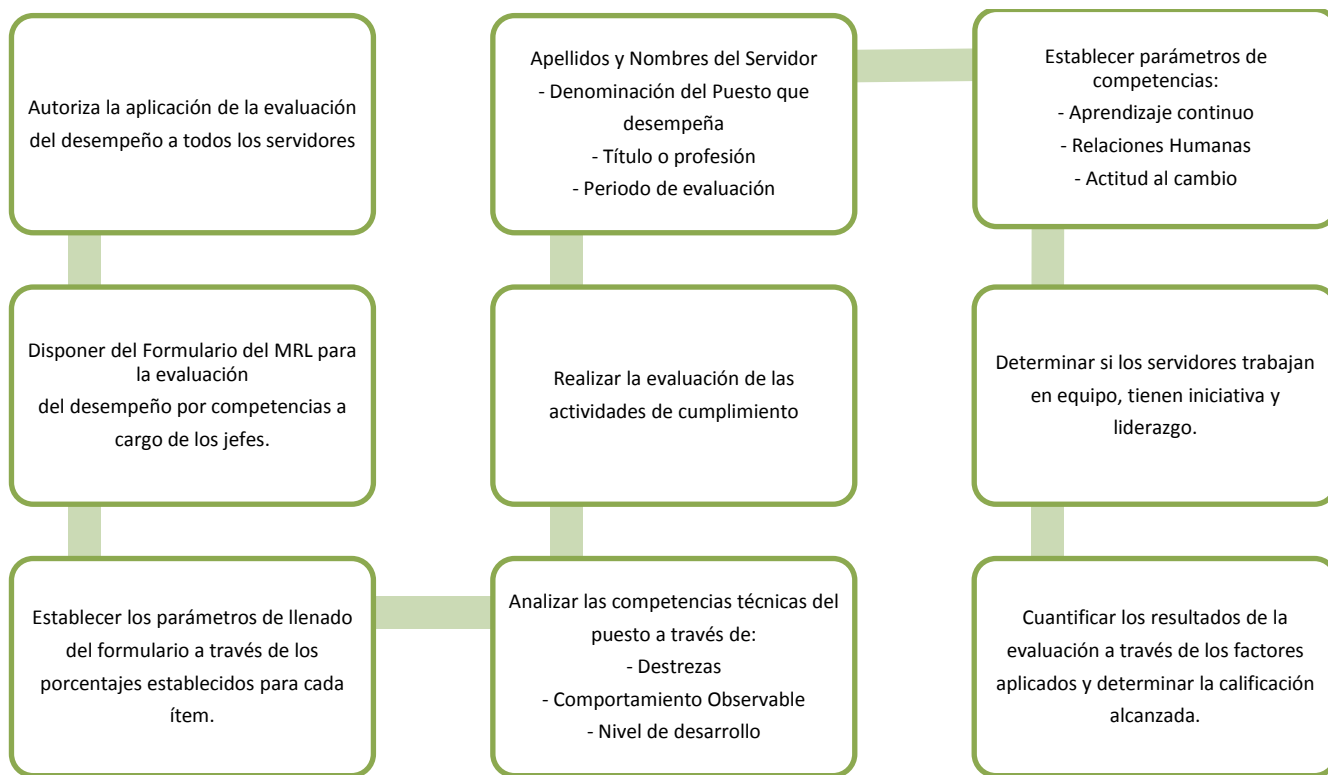 Autoriza la aplicación de la evaluación
del desempeño a todos los servidores
Disponer del Formulario del MRL para
la evaluación
del desempeño por competencias a
cargo de los jefes.
Establecer los parámetros de llenado
del formulario a través de los
porcentajes establecidos para cada
ítem.
Analizar las competencias técnicas del
puesto a través de:
- Destrezas
- Comportamiento Observable
- Nivel de desarrollo
Realizar la evaluación de las
actividades de cumplimiento
Apellidos y Nombres del Servidor
- Denominación del Puesto que
desempeña
- Título o profesión
- Periodo de evaluación
Establecer parámetros de
competencias:
- Aprendizaje continuo
- Relaciones Humanas
- Actitud al cambio
Determinar si los servidores trabajan
en equipo, tienen iniciativa y
liderazgo.
Cuantificar los resultados de la
evaluación a través de los factores
aplicados y determinar la calificación
alcanzada.